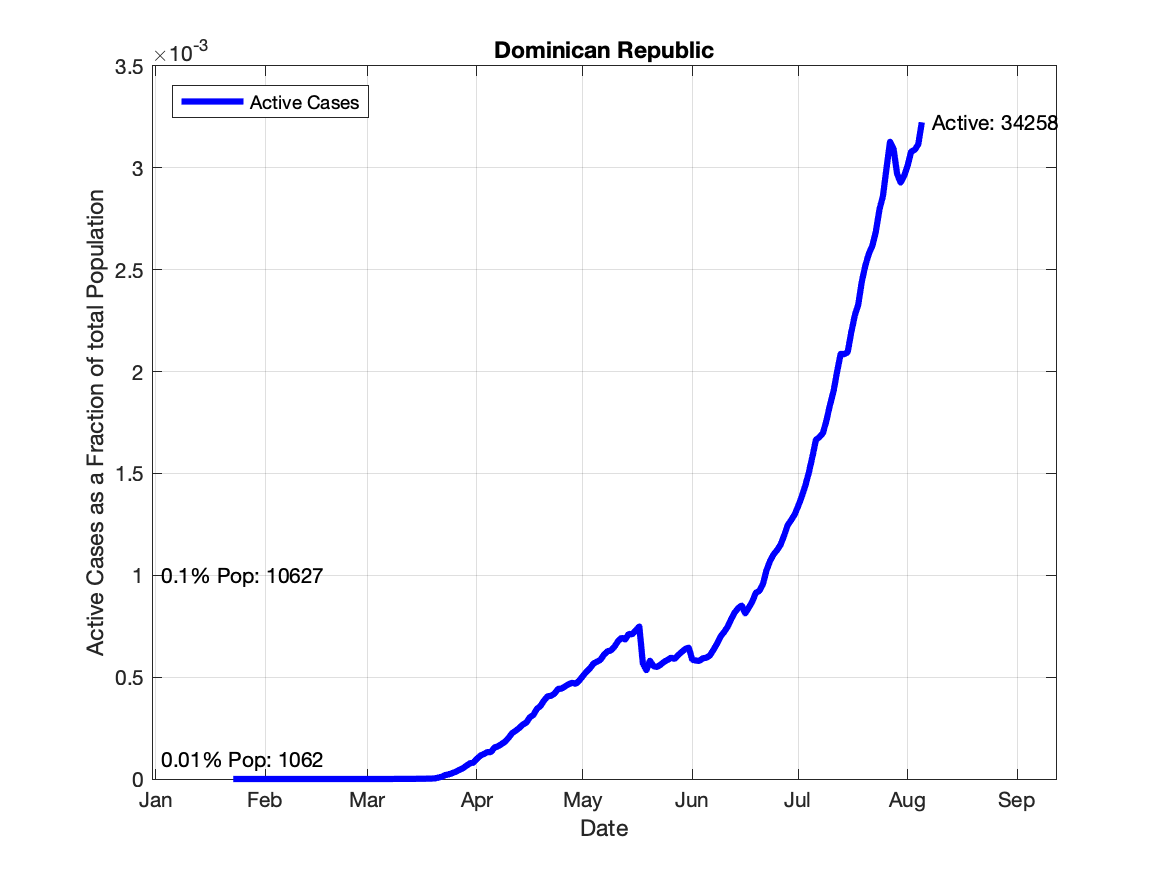 Dominican Republic
×10-3
3.5
3
2.5
2
1.5
1
0.5
0
Active Cases as a Fraction of total Population
Active Cases
Active: 34258
0.1% Pop: 10627
0.01% Pop: 1062
Jan Feb Mar Apr May Jun Jul Aug Sep
Date